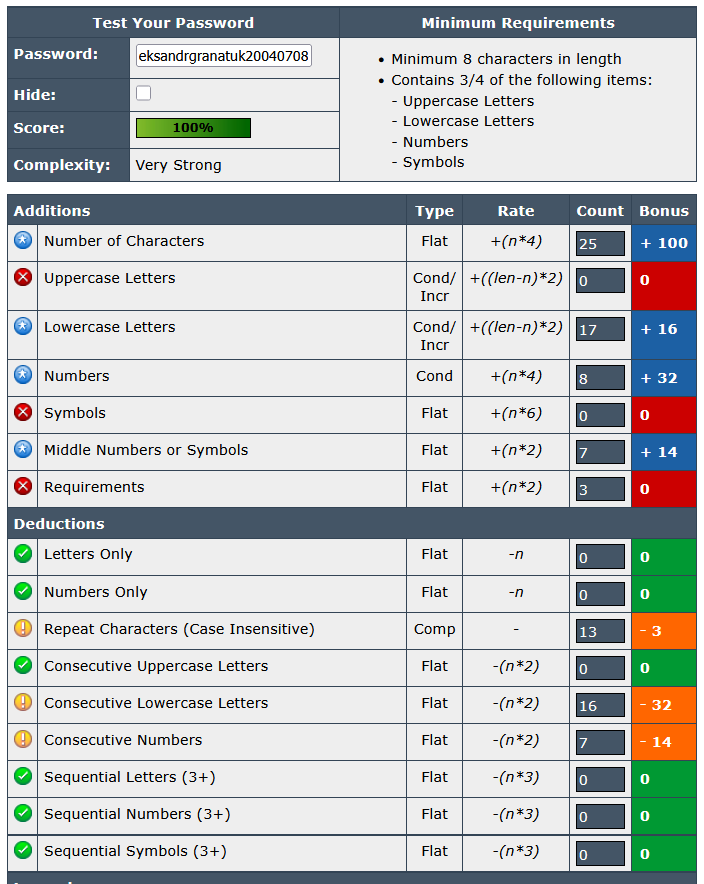 Test Your Password
Minimum Requirements
Password: eksandrgranatuk20040708
Hide:
Score: 100%
Complexity: Very Strong
• Minimum 8 characters in length
• Contains 3/4 of the following items:
- Uppercase Letters
- Lowercase Letters
- Numbers
- Symbols
Additions Type Rate Count Bonus
Number of Characters Flat +(n*4) 25 + 100
Uppercase Letters Cond/Incr +((len-n)*2) 0 0
Lowercase Letters Cond/Incr +((len-n)*2) 17 + 16
Numbers Cond +(n*4) 8 + 32
Symbols Flat +(n*6) 0 0
Middle Numbers or Symbols Flat +(n*2) 7 + 14
Requirements Flat +(n*2) 3 0
Deductions
Letters Only Flat -n 0 0
Numbers Only Flat -n 0 0
Repeat Characters (Case Insensitive) Comp - 13 - 3
Consecutive Uppercase Letters Flat -(n*2) 0 0
Consecutive Lowercase Letters Flat -(n*2) 16 - 32
Consecutive Numbers Flat -(n*2) 7 - 14
Sequential Letters (3+) Flat -(n*3) 0 0
Sequential Numbers (3+) Flat -(n*3) 0 0
Sequential Symbols (3+) Flat -(n*3) 0 0